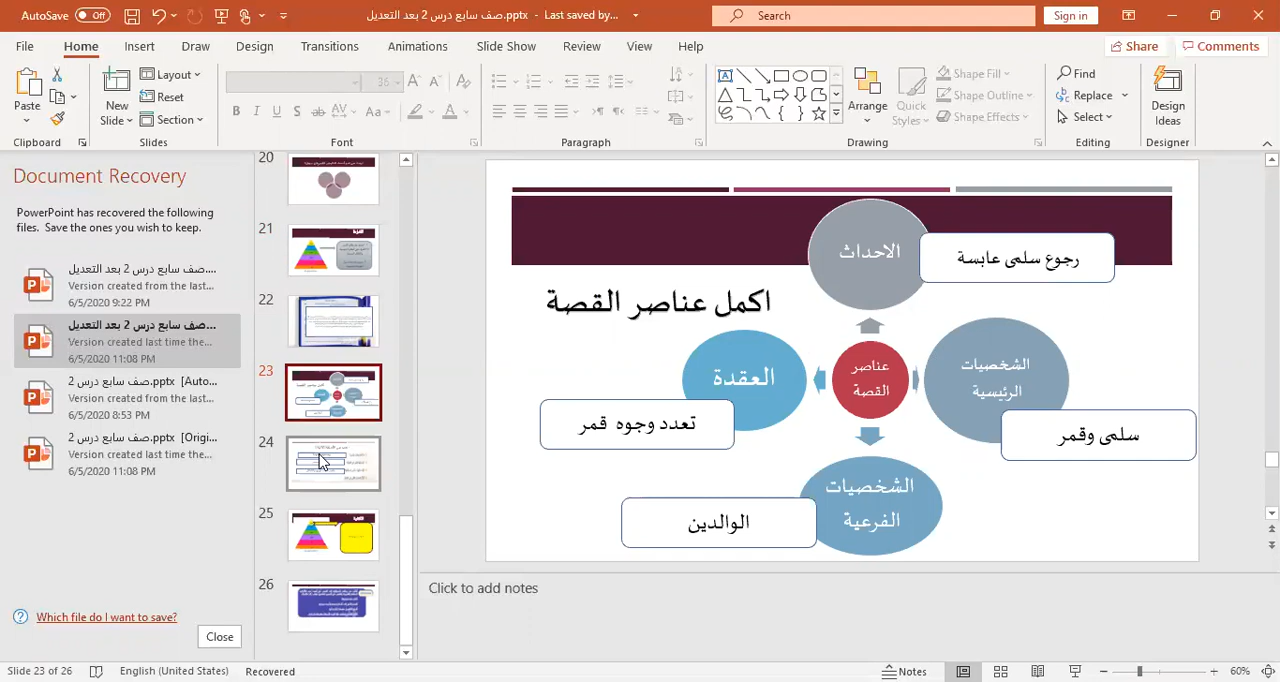 AutoSave Off صف سابع درس 2 بعد التعديل.pptx - Last saved by... Search Sign in
File Home Insert Draw Design Transitions Animations Slide Show Review View Help Share Comments
Paste New Slide Layout Reset Section
36 A A B I U S ab AV Aa A
Arrange Quick Styles Shape Fill Shape Outline Shape Effects
Find Replace Select Design Ideas
Clipboard Slides Font Paragraph Drawing Editing Designer
Document Recovery
PowerPoint has recovered the following
files. Save the ones you wish to keep.
صف سابع درس 2 بعد التعديل....
Version created from the last...
6/5/2020 9:22 PM
صف سابع درس 2 بعد التعديل...
Version created last time the...
6/5/2020 11:08 PM
صف سابع درس 2.pptx [Auto...
Version created from the last...
6/5/2020 8:53 PM
صف سابع درس 2.pptx [Origi...
Version created last time the...
6/5/2020 11:08 PM
Which file do I want to save?
Close
20
21
22
23
24
25
26
الاحداث
رجوع سلمى عابسة
اكمل عناصر القصة
العقدة
عناصر
القصة
الشخصيات
الرئيسية
تعدد وجوه قمر
سلمى وقمر
الشخصيات
الفرعية
الوالدين
Click to add notes
Slide 23 of 26 English (United States) Recovered Notes 60%